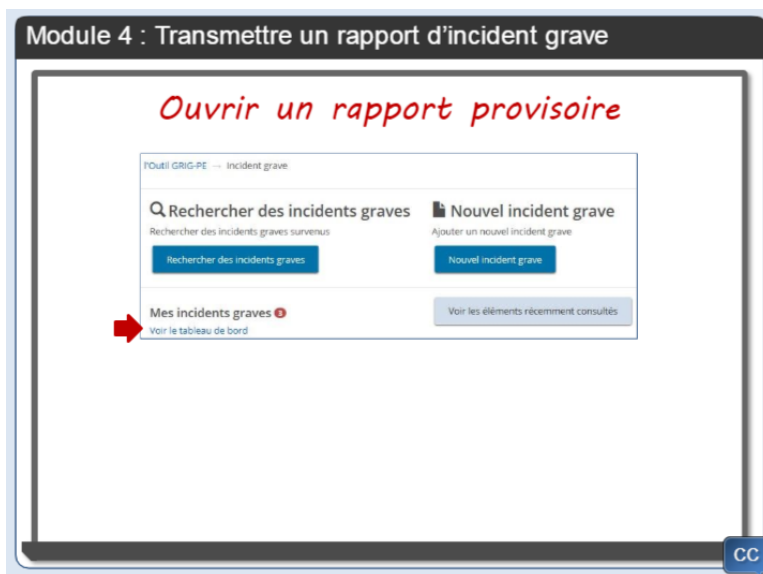 Module 4 : Transmettre un rapport d’incident grave
Ouvrir un rapport provisoire
l'Outil GRIG-PE → Incident grave
Rechercher des incidents graves
Rechercher des incidents graves survenus
Rechercher des incidents graves
Nouvel incident grave
Ajouter un nouvel incident grave
Nouvel incident grave
Mes incidents graves 3
Voir le tableau de bord
Voir les éléments récemment consultés
CC